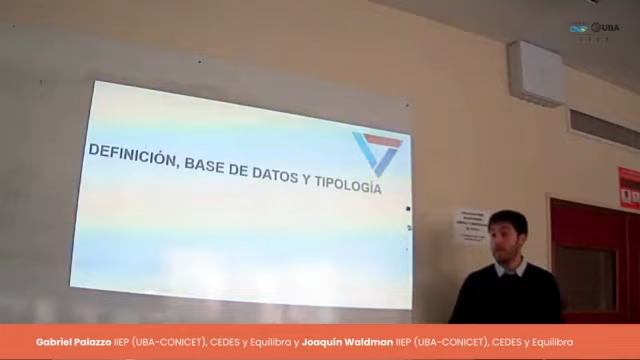 UBA
DEFINICIÓN, BASE DE DATOS Y TIPOLOGÍA
Gabriel Palazzo IIEP (UBA-CONICET), CEDES y Equilibra y Joaquín Waldman IIEP (UBA-CONICET), CEDES y Equilibra